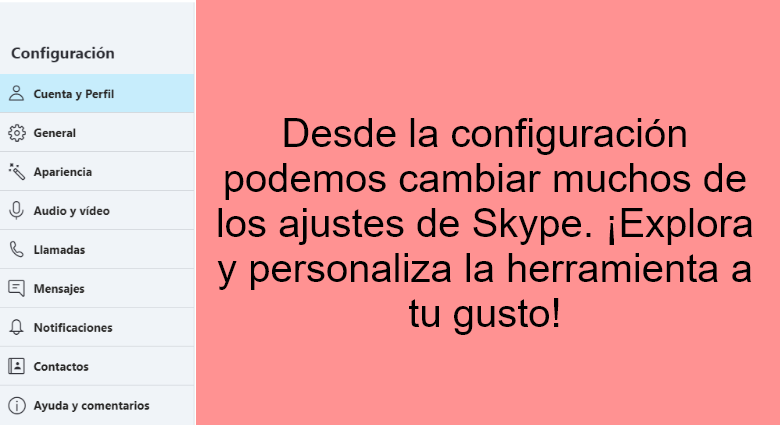 Configuración
Cuenta y Perfil
General
Apariencia
Audio y vídeo
Llamadas
Mensajes
Notificaciones
Contactos
Ayuda y comentarios
Desde la configuración
podemos cambiar muchos de
los ajustes de Skype. ¡Explora
y personaliza la herramienta a
tu gusto!